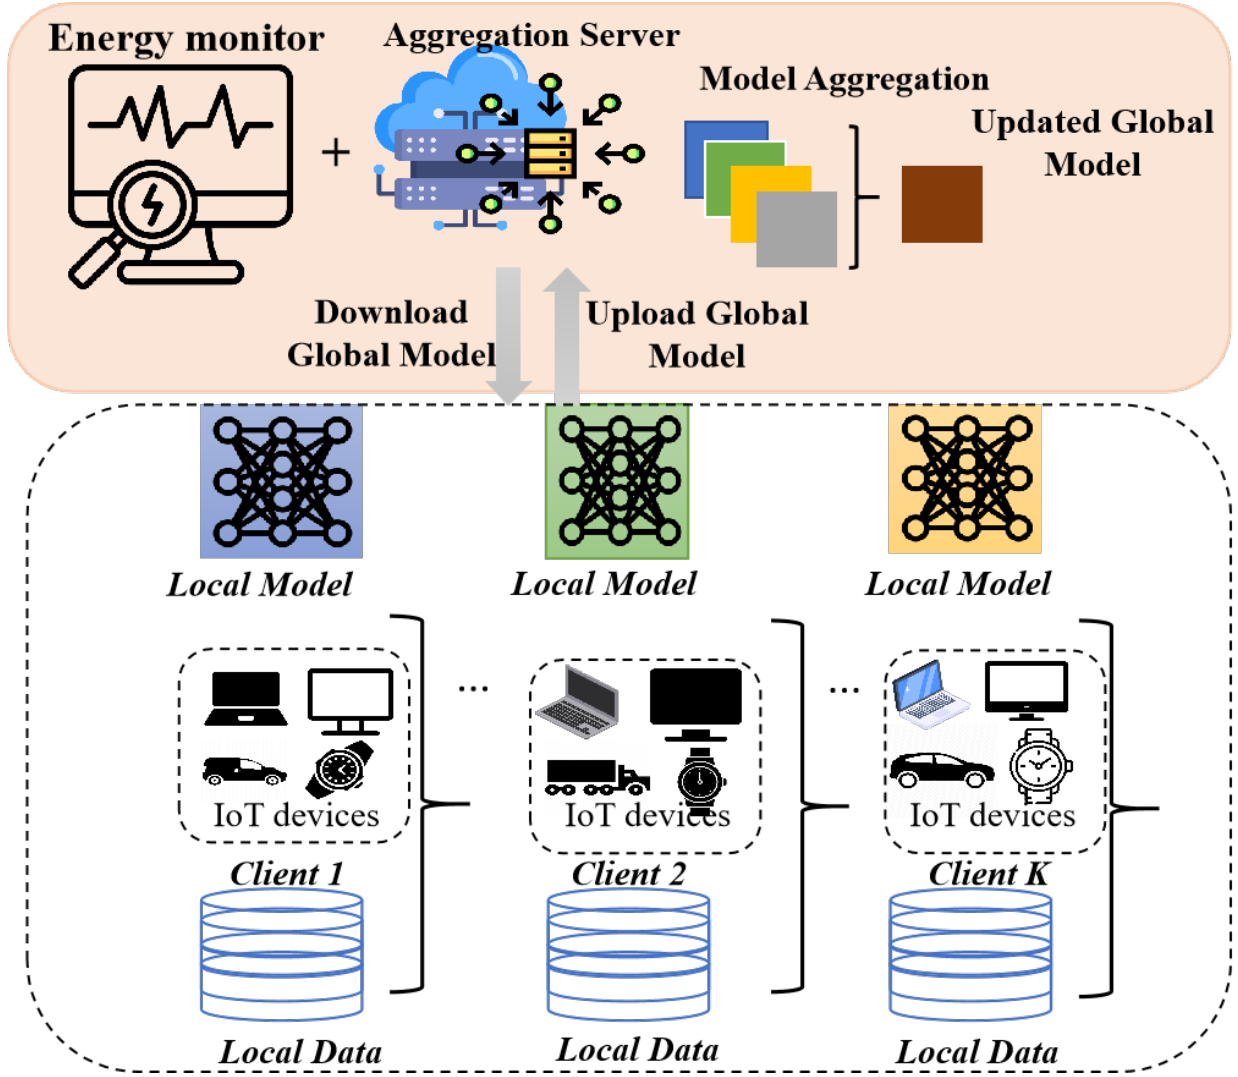 Energy monitor
Aggregation Server
Model Aggregation
Updated Global
Model
+
Download
Global Model
Upload Global
Model
Local Model
Local Model
Local Model
...
...
IoT devices
IoT devices
IoT devices
Client 1
Client 2
Client K
Local Data
Local Data
Local Data